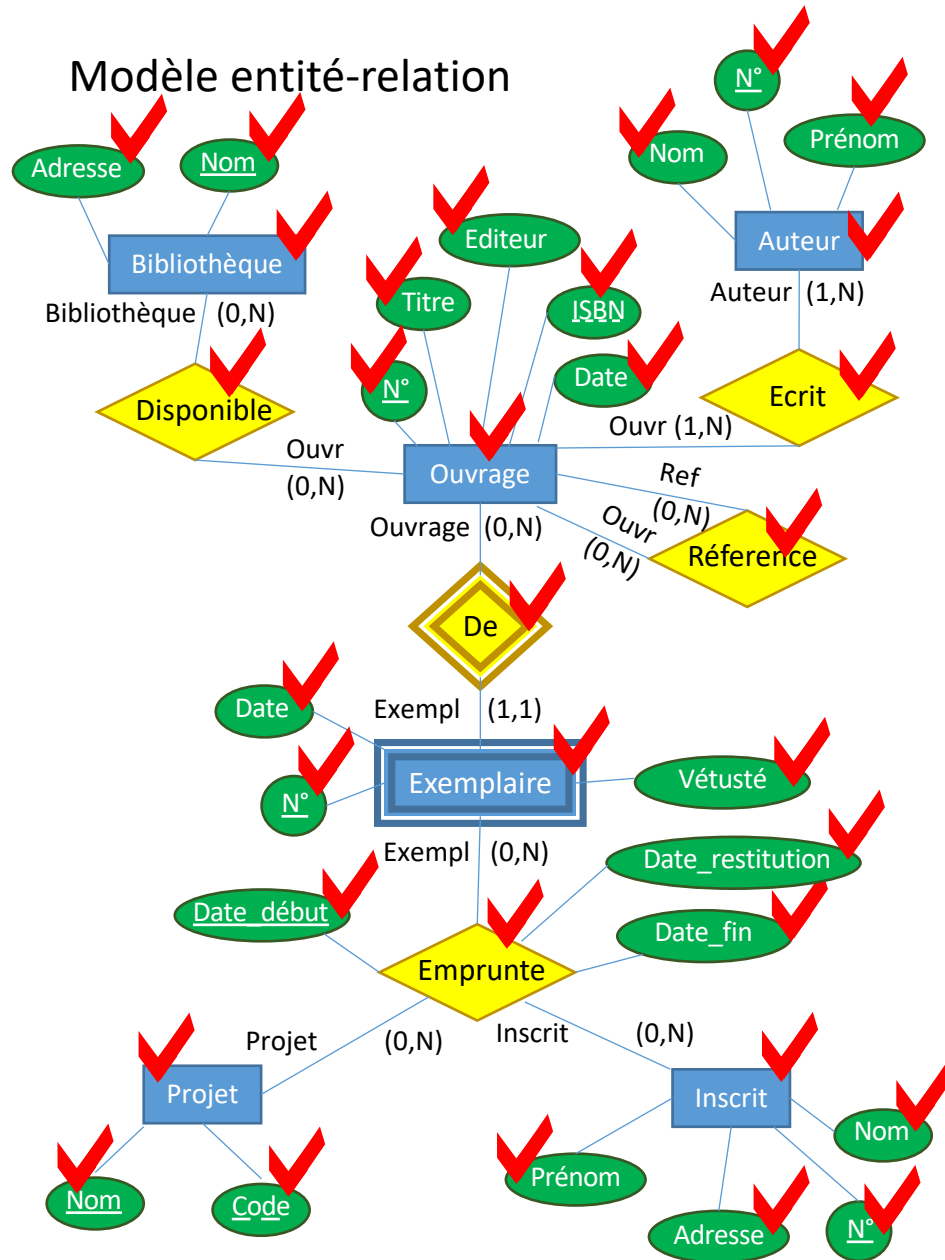 Modèle entité-relation
N°
Adresse
Nom
Nom
Prénom
Bibliothèque
Editeur
Auteur
Bibliothèque (0,N)
Titre
ISBN
Auteur (1,N)
Disponible
N°
Date
Ecrit
Ouvr
(0,N)
Ouvrage
Ouvr (1,N)
Ref
(0,N)
Ouvrage (0,N)
Ouvr
(0,N)
Réference
De
Date
Exempl (1,1)
N°
Exemplaire
Vétusté
Exempl (0,N)
Date_restitution
Date_début
Date_fin
Emprunte
Projet (0,N)
Inscrit (0,N)
Projet
Inscrit
Nom
Code
Prénom
Nom
Adresse
N°